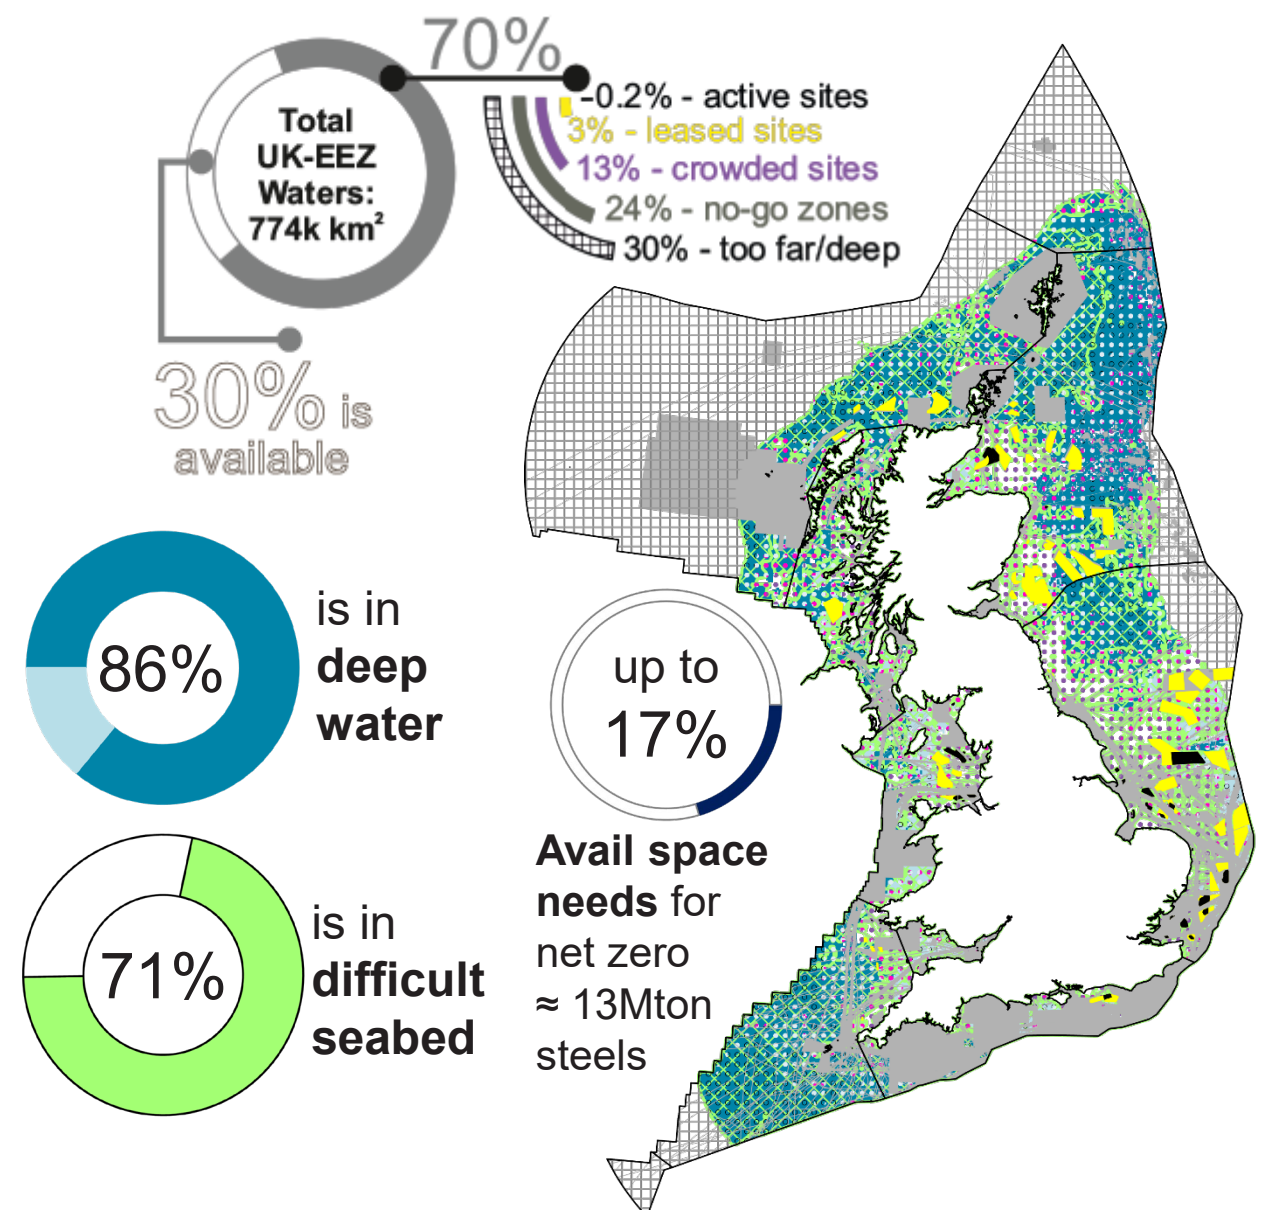 70%
Total
UK-EEZ
Waters:
774k km²
~0.2% - active sites
3% - leased sites
13% - crowded sites
24% - no-go zones
30% - too far/deep
30% is
available
86%
is in
deep
water
71%
is in
difficult
seabed
up to
17%
Avail space
needs for
net zero
≈ 13Mton
steels